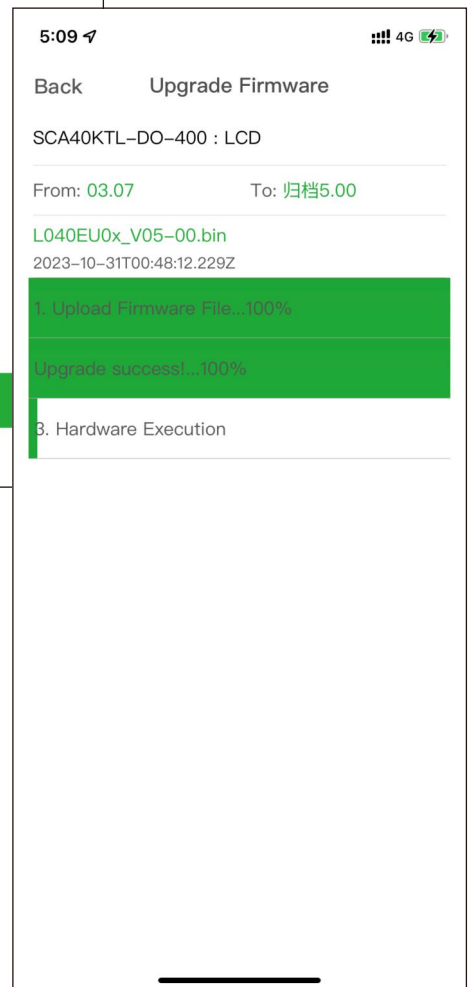 5:09 4G
Back Upgrade Firmware
SCA40KTL-DO-400 : LCD
From: 03.07 To: 归档5.00
L040EU0x_V05-00.bin
2023-10-31T00:48:12.229Z
1. Upload Firmware File...100%
Upgrade success!...100%
3. Hardware Execution